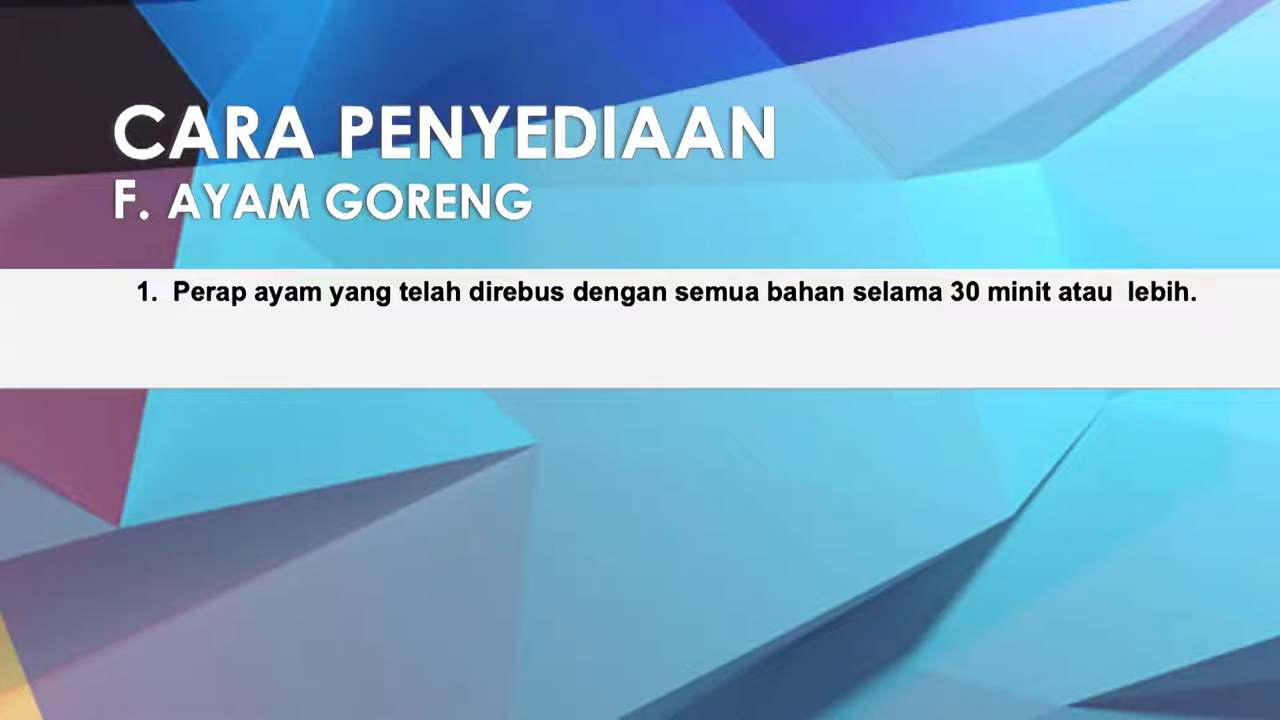 CARA PENYEDIAAN
F. AYAM GORENG
1. Perap ayam yang telah direbus dengan semua bahan selama 30 minit atau lebih.